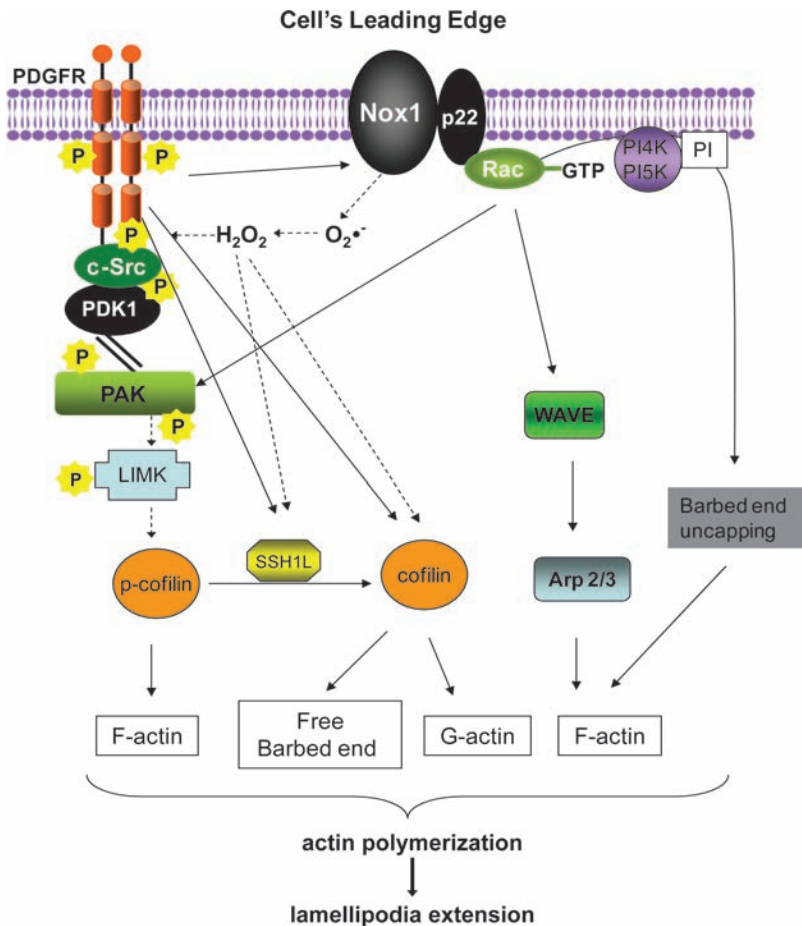 Cell's Leading Edge
PDGFR
Nox1
p22
PI4K
PI5K
PI
P
P
Rac
GTP
P
H₂O₂
O₂•⁻
c-Src
P
PDK1
P
PAK
P
WAVE
P
LIMK
Barbed end
uncapping
SSH1L
p-cofilin
cofilin
Arp 2/3
F-actin
Free
Barbed end
G-actin
F-actin
actin polymerization
lamellipodia extension